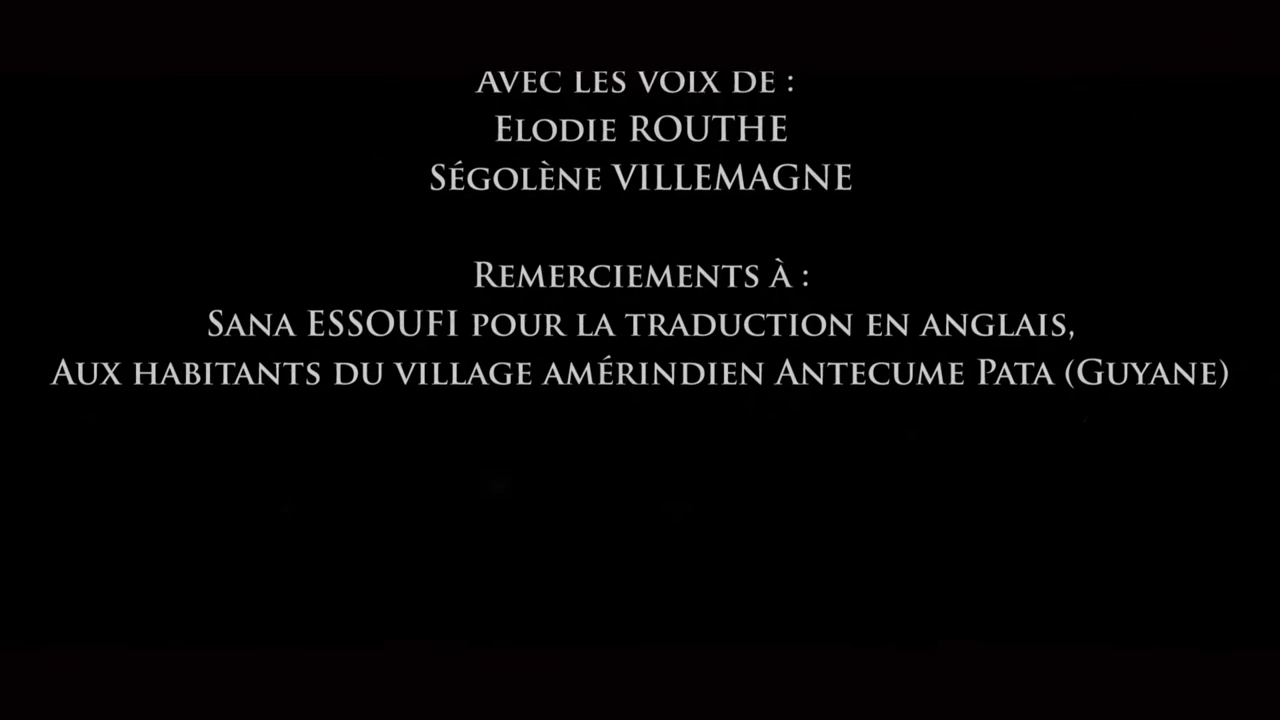 Avec les voix de :
Elodie ROUTHE
Ségolène VILLEMAGNE
Remerciements à :
Sana ESSOUFI pour la traduction en anglais,
Aux habitants du village amérindien Antecume Pata (Guyane)